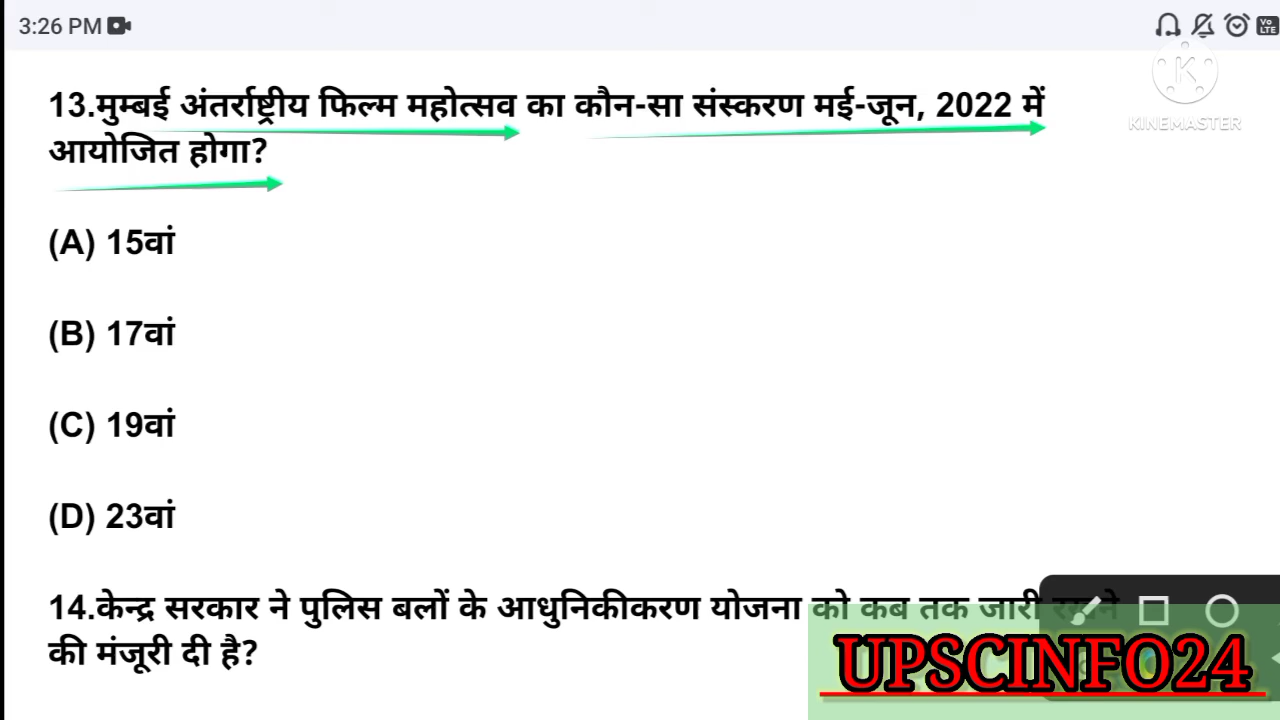 3:26 PM
KINEMASTER
13.मुम्बई अंतर्राष्ट्रीय फिल्म महोत्सव का कौन-सा संस्करण मई-जून, 2022 में
आयोजित होगा?
(A) 15वां
(B) 17वां
(C) 19वां
(D) 23वां
14.केन्द्र सरकार ने पुलिस बलों के आधुनिकीकरण योजना को कब तक जारी रखने
की मंजूरी दी है?
UPSCINFO24